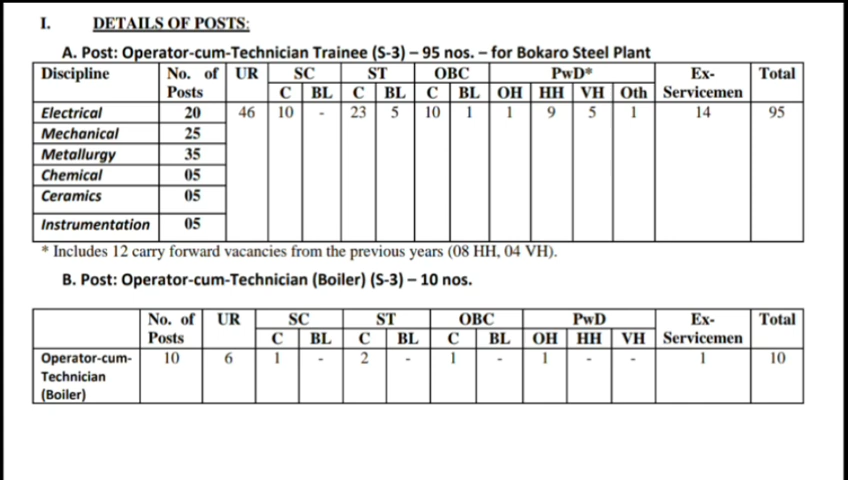 I. DETAILS OF POSTS:
A. Post: Operator-cum-Technician Trainee (S-3) – 95 nos. – for Bokaro Steel Plant
Discipline No. of Posts UR SC ST OBC PwD* Ex-Servicemen Total
C BL C BL C BL OH HH VH Oth
Electrical 20 46 10 - 23 5 10 1 1 9 5 1 14 95
Mechanical 25
Metallurgy 35
Chemical 05
Ceramics 05
Instrumentation 05
* Includes 12 carry forward vacancies from the previous years (08 HH, 04 VH).
B. Post: Operator-cum-Technician (Boiler) (S-3) – 10 nos.
No. of Posts UR SC ST OBC PwD Ex-Servicemen Total
C BL C BL C BL OH HH VH
Operator-cum- 10 6 1 - 2 - 1 - 1 - - 1 10
Technician
(Boiler)